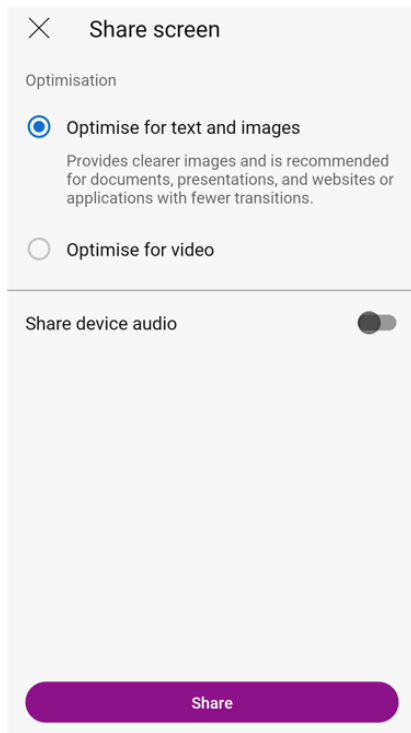 Share screen
Optimisation
Optimise for text and images
Provides clearer images and is recommended
for documents, presentations, and websites or
applications with fewer transitions.
Optimise for video
Share device audio
Share